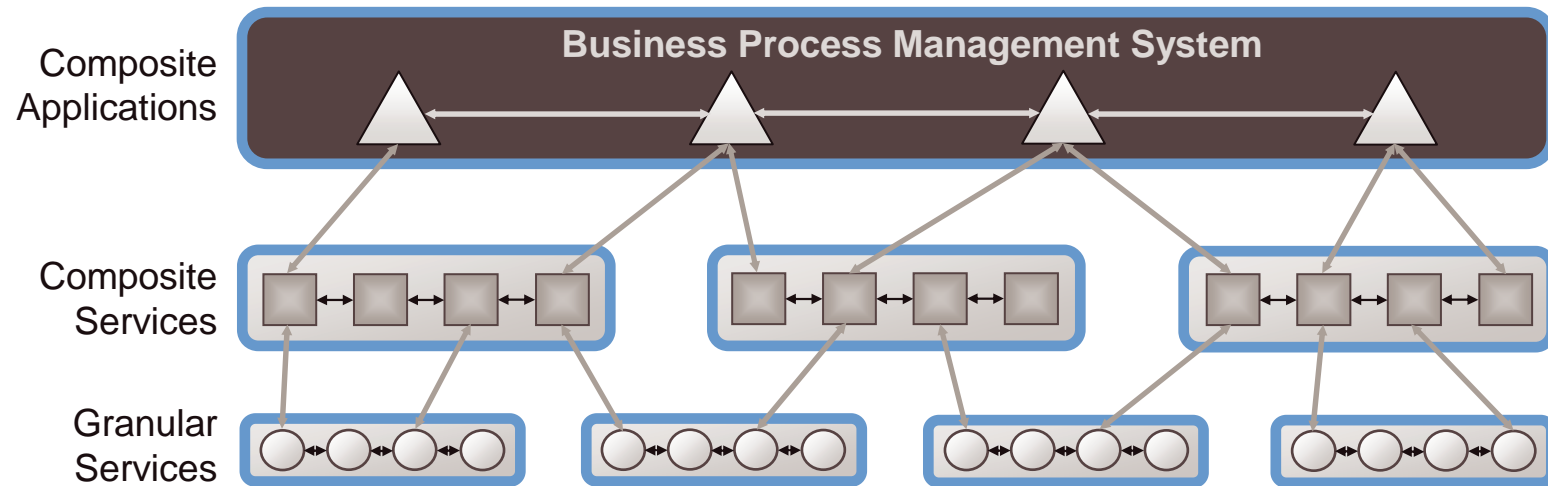 Business Process Management System
Composite
Applications
Composite
Services
Granular
Services